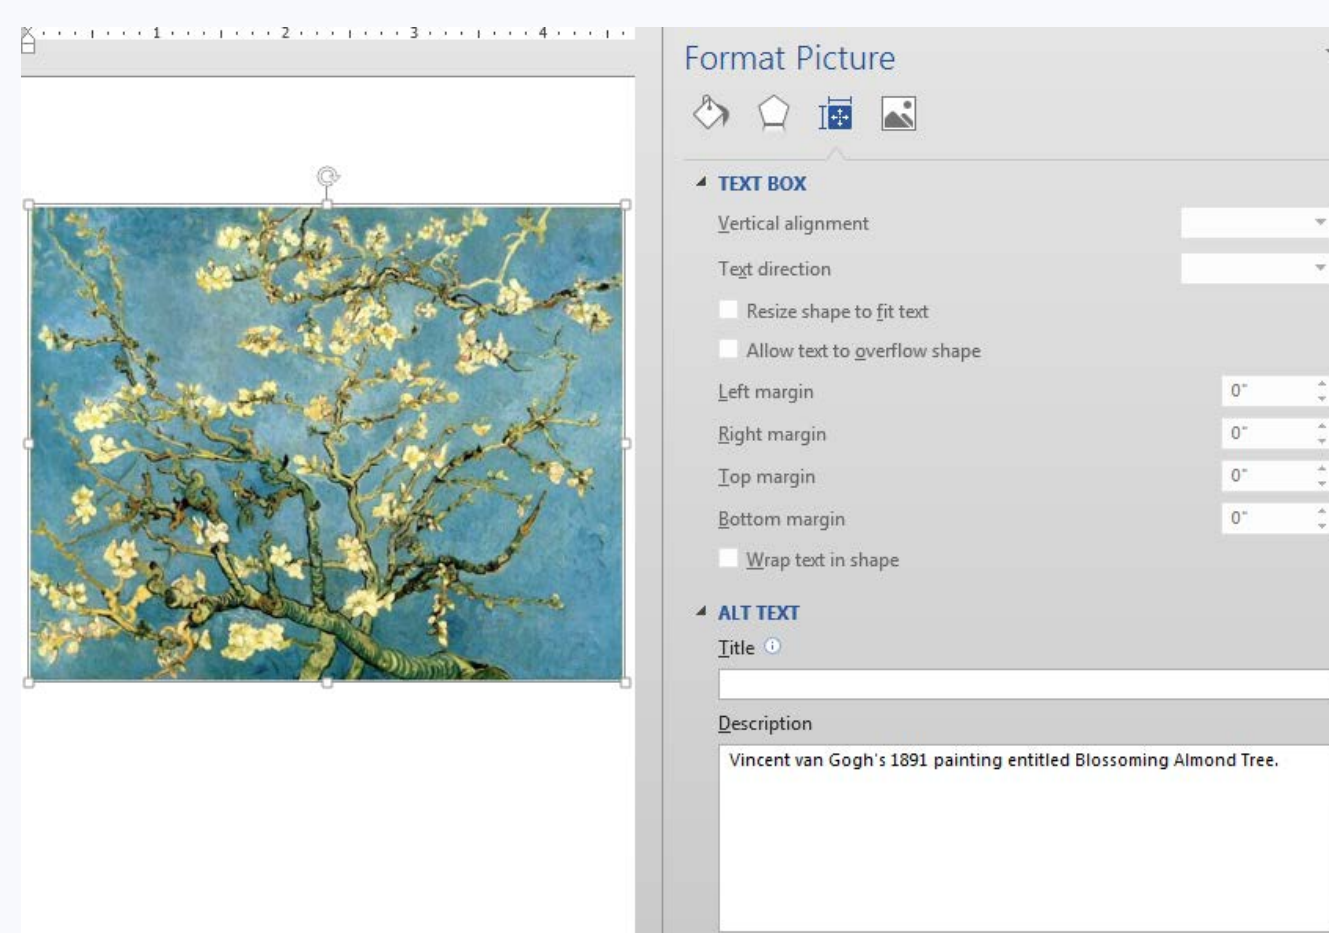 1 2 3 4
Format Picture
TEXT BOX
Vertical alignment
Text direction
Resize shape to fit text
Allow text to overflow shape
Left margin 0"
Right margin 0"
Top margin 0"
Bottom margin 0"
Wrap text in shape
ALT TEXT
Title
Description
Vincent van Gogh's 1891 painting entitled Blossoming Almond Tree.